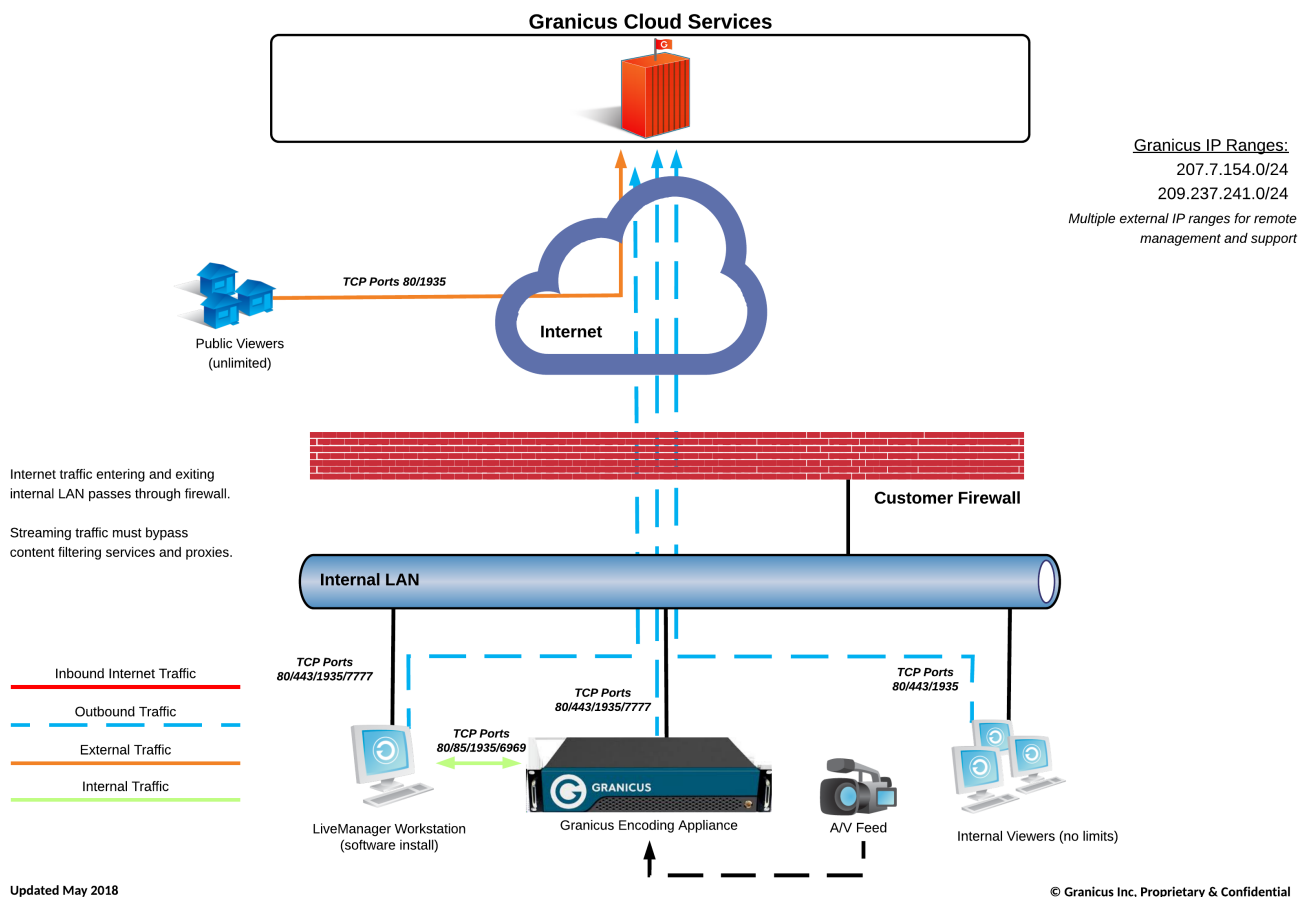 Granicus Cloud Services
G
Granicus IP Ranges:
207.7.154.0/24
209.237.241.0/24
Multiple external IP ranges for remote
management and support
TCP Ports 80/1935
Internet
Public Viewers
(unlimited)
Internet traffic entering and exiting
internal LAN passes through firewall.
Streaming traffic must bypass
content filtering services and proxies.
Customer Firewall
Internal LAN
Inbound Internet Traffic
Outbound Traffic
External Traffic
Internal Traffic
TCP Ports
80/443/1935/7777
TCP Ports
80/443/1935/7777
TCP Ports
80/443/1935
TCP Ports
80/85/1935/6969
GRANICUS
LiveManager Workstation
(software install)
Granicus Encoding Appliance
A/V Feed
Internal Viewers (no limits)
Updated May 2018
© Granicus Inc, Proprietary & Confidential